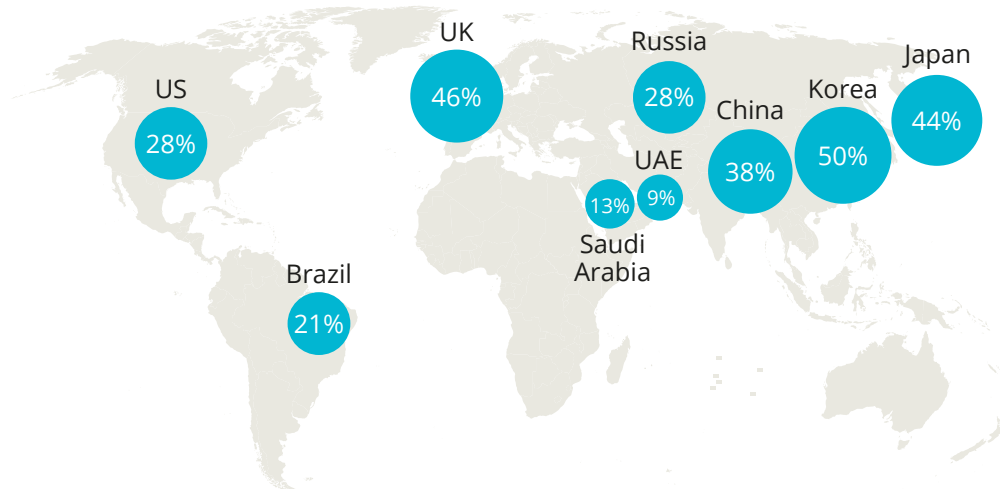 UK
46%
Russia
28%
Japan
44%
US
28%
Korea
50%
China
38%
UAE
9%
13%
Saudi
Arabia
Brazil
21%